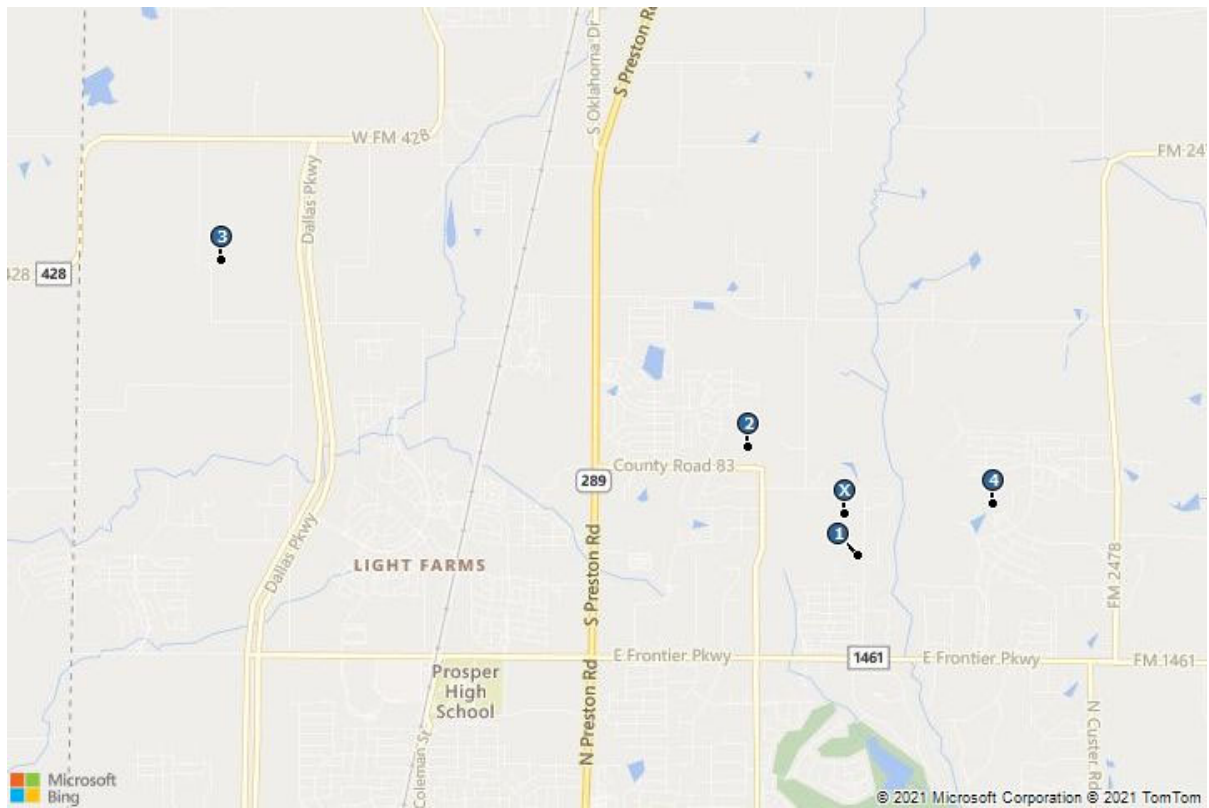 S Oklahoma Dr
S Preston Rd
W FM 428
Dallas Pkwy
3
428
428
2
County Road 83
289
X
1
4
Dallas Pkwy
LIGHT FARMS
S Preston Rd
FM 2478
E Frontier Pkwy
1461
E Frontier Pkwy
FM 1461
Prosper
High
School
N Preston Rd
N Custer Rd
Coleman St
Microsoft
Bing
© 2021 Microsoft Corporation © 2021 TomTom